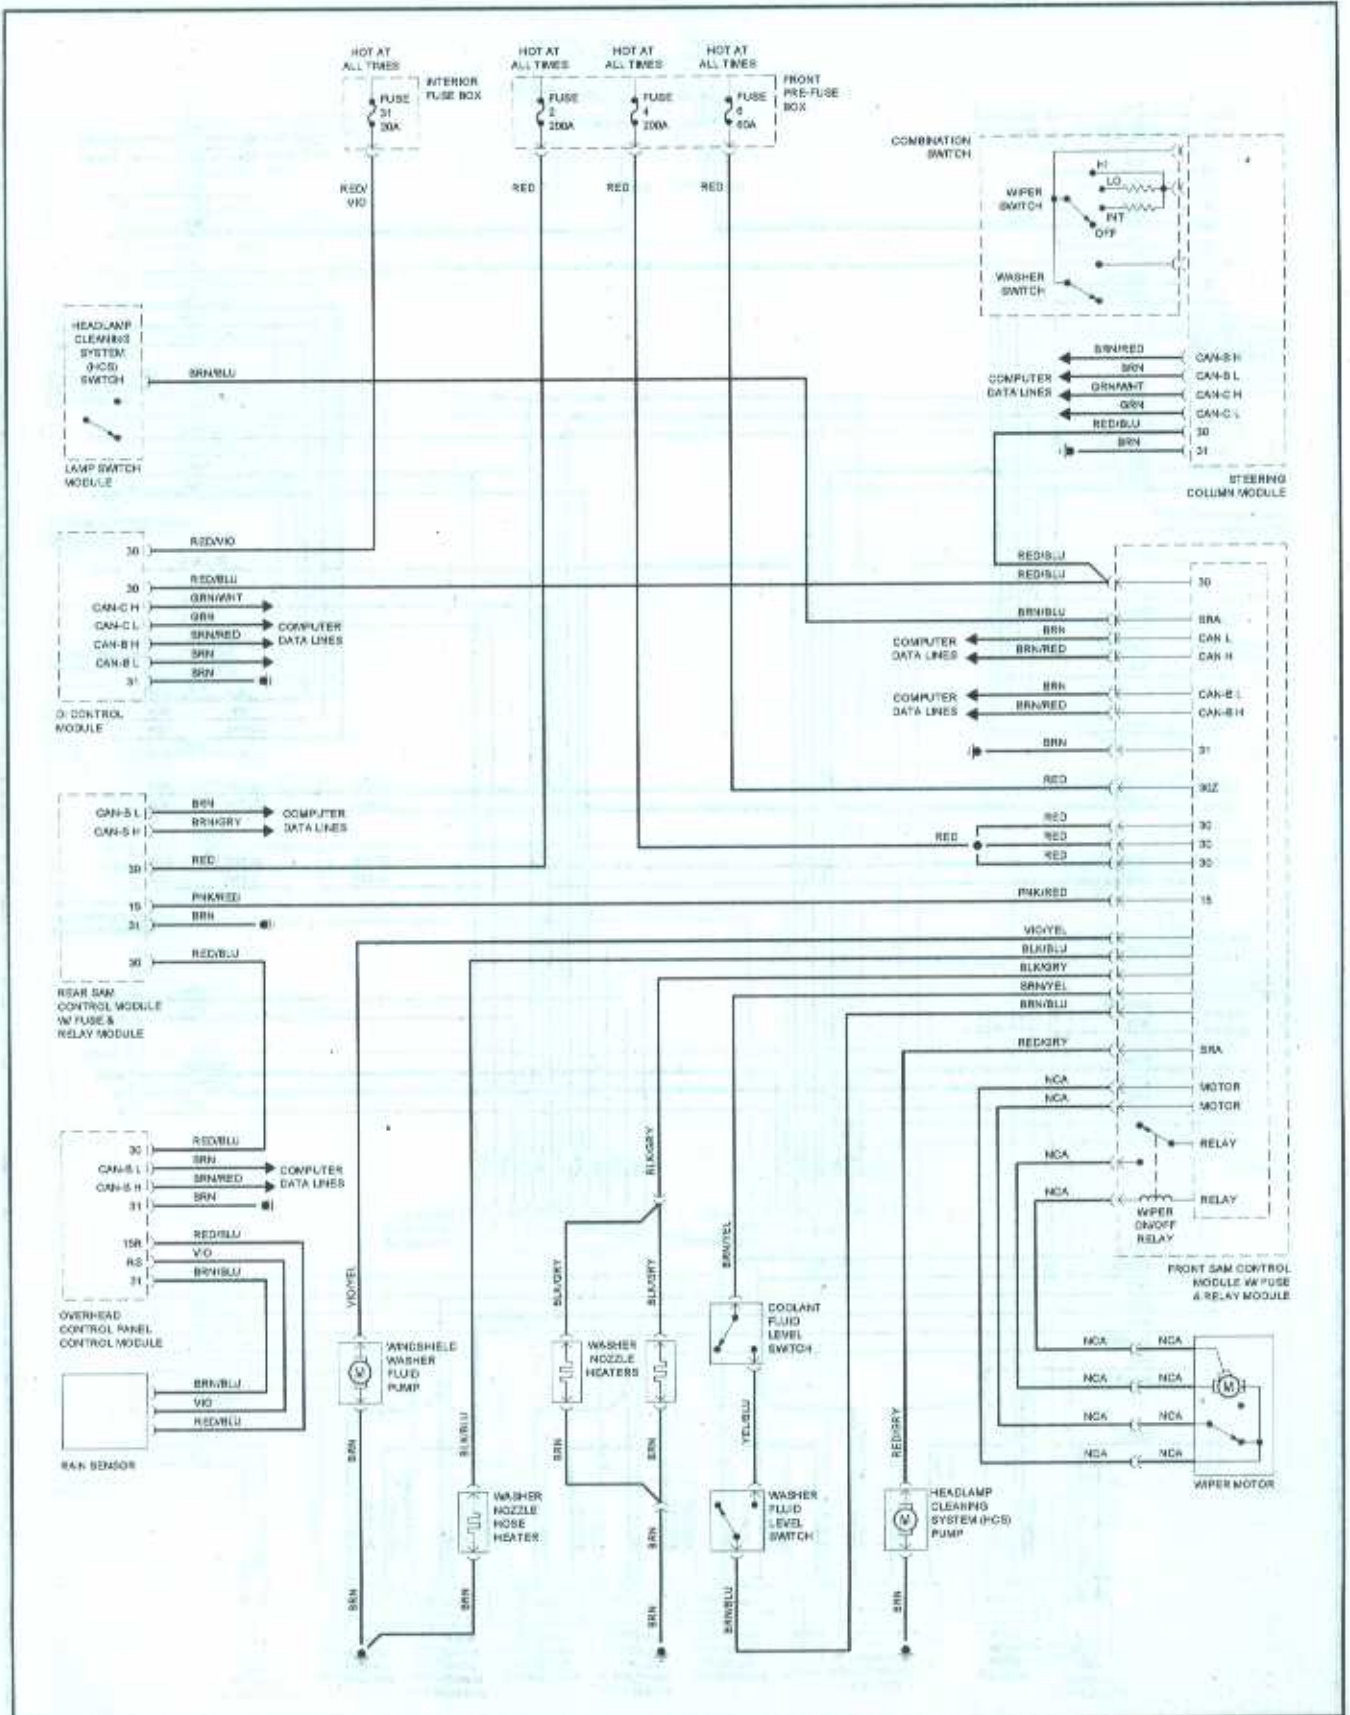 HOT AT
ALL TIMES
INTERIOR
FUSE BOX
FUSE
31
20A
RED/
VIO
HOT AT
ALL TIMES
HOT AT
ALL TIMES
HOT AT
ALL TIMES
FRONT
PRE-FUSE
BOX
FUSE
2
200A
FUSE
4
200A
FUSE
6
60A
RED
RED
RED
COMBINATION
SWITCH
WIPER
SWITCH
HI
LO
INT
OFF
WASHER
SWITCH
COMPUTER
DATA LINES
BRN/RED
CAN-B H
BRN
CAN-B L
GRN/WHT
CAN-C H
GRN
CAN-C L
RED/BLU
30
BRN
31
STEERING
COLUMN MODULE
HEADLAMP
CLEANING
SYSTEM
(HCS)
SWITCH
BRN/BLU
LAMP SWITCH
MODULE
30
RED/VIO
30
RED/BLU
CAN-C H
GRN/WHT
CAN-C L
GRN
CAN-B H
BRN/RED
CAN-B L
BRN
31
BRN
COMPUTER
DATA LINES
OI CONTROL
MODULE
RED/BLU
RED/BLU
30
BRN/BLU
SRA
BRN
CAN L
BRN/RED
CAN H
COMPUTER
DATA LINES
BRN
CAN-B L
BRN/RED
CAN-B H
COMPUTER
DATA LINES
BRN
31
RED
30Z
RED
RED
30
RED
30
RED
30
PNK/RED
15
VIO/YEL
BLK/BLU
BLK/GRY
BRN/YEL
BRN/BLU
RED/GRY
SRA
NCA
MOTOR
NCA
MOTOR
RELAY
NCA
NCA
RELAY
WIPER
ON/OFF
RELAY
FRONT SAM CONTROL
MODULE W/ FUSE
& RELAY MODULE
CAN-B L
BRN
CAN-B H
BRN/GRY
COMPUTER
DATA LINES
30
RED
15
PNK/RED
31
BRN
30
RED/BLU
REAR SAM
CONTROL MODULE
W/ FUSE &
RELAY MODULE
30
RED/BLU
CAN-B L
BRN
CAN-B H
BRN/RED
31
BRN
COMPUTER
DATA LINES
15R
RED/BLU
RS
VIO
31
BRN/BLU
OVERHEAD
CONTROL PANEL
CONTROL MODULE
BRN/BLU
VIO
RED/BLU
RAIN SENSOR
VIO/YEL
WINDSHIELD
WASHER
FLUID
PUMP
BRN
BRN
BLK/BLU
WASHER
NOZZLE
HOSE
HEATER
BRN
BLK/GRY
BLK/GRY
BLK/GRY
WASHER
NOZZLE
HEATERS
BRN
BRN
BRN
BRN
BRN/YEL
COOLANT
FLUID
LEVEL
SWITCH
YEL/BLU
WASHER
FLUID
LEVEL
SWITCH
BRN/BLU
RED/GRY
HEADLAMP
CLEANING
SYSTEM (HCS)
PUMP
BRN
NCA
NCA
NCA
NCA
NCA
NCA
NCA
NCA
M
M
M
WIPER MOTOR